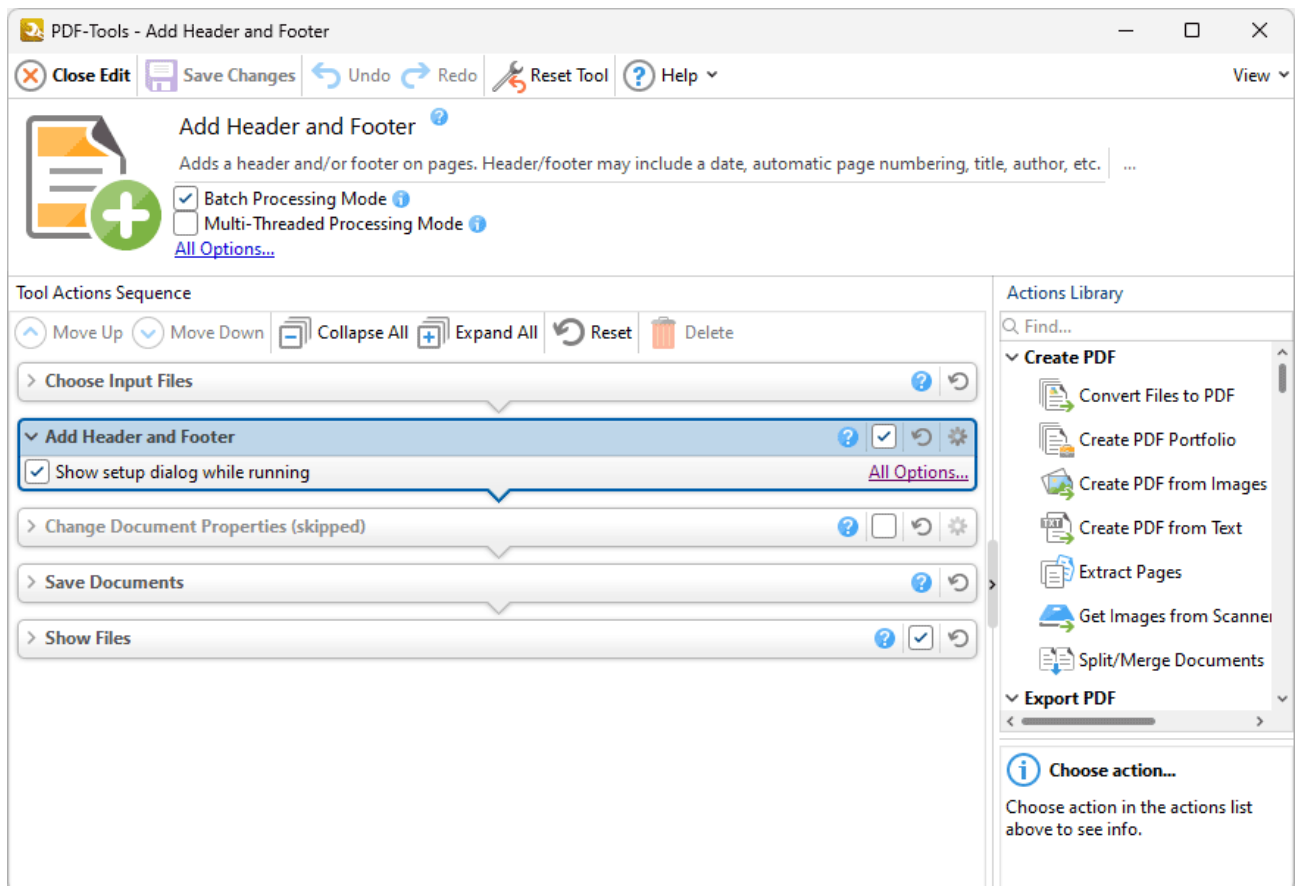 PDF-Tools - Add Header and Footer
Close Edit Save Changes Undo Redo Reset Tool Help View
Add Header and Footer
Adds a header and/or footer on pages. Header/footer may include a date, automatic page numbering, title, author, etc. ...
Batch Processing Mode
Multi-Threaded Processing Mode
All Options...
Tool Actions Sequence
Move Up Move Down Collapse All Expand All Reset Delete
Choose Input Files
Add Header and Footer
Show setup dialog while running All Options...
Change Document Properties (skipped)
Save Documents
Show Files
Actions Library
Find...
Create PDF
Convert Files to PDF
Create PDF Portfolio
Create PDF from Images
TXT Create PDF from Text
Extract Pages
Get Images from Scanner
Split/Merge Documents
Export PDF
Choose action...
Choose action in the actions list
above to see info.